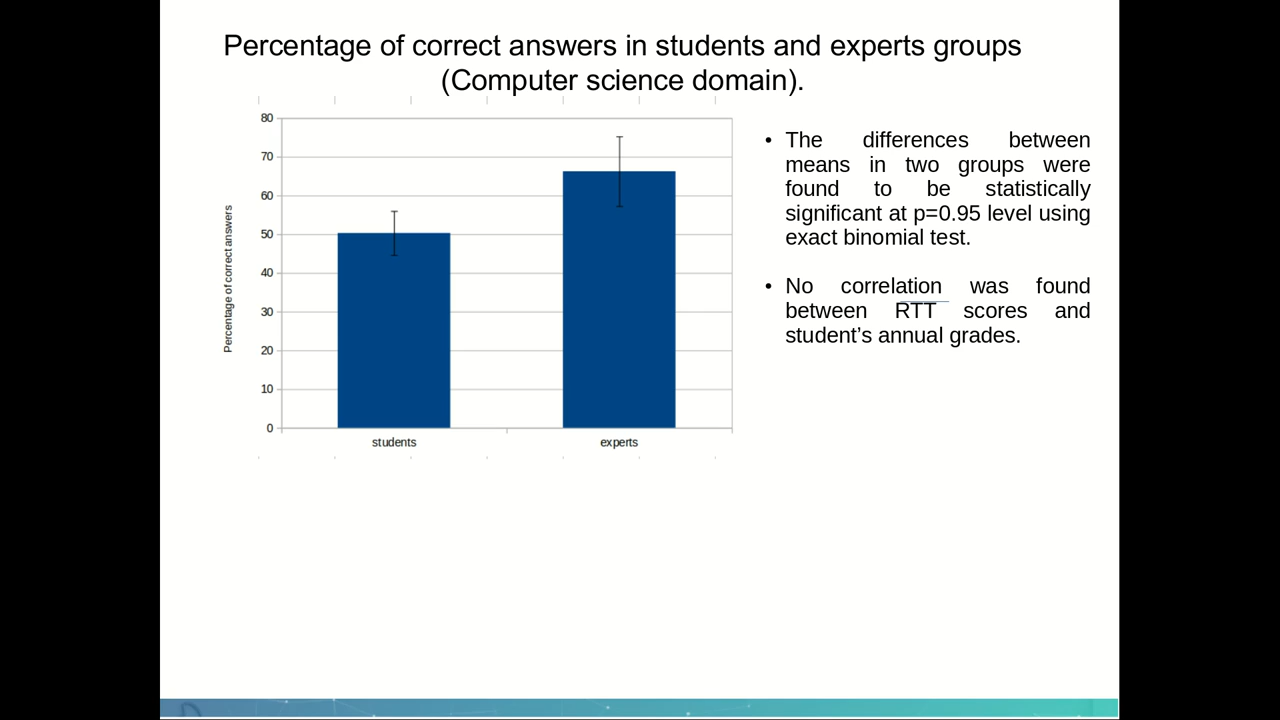 Percentage of correct answers in students and experts groups
(Computer science domain).
80
70
60
50
40
30
20
10
0
Percentage of correct answers
students
experts
• The differences between
means in two groups were
found to be statistically
significant at p=0.95 level using
exact binomial test.
• No correlation was found
between RTT scores and
student’s annual grades.